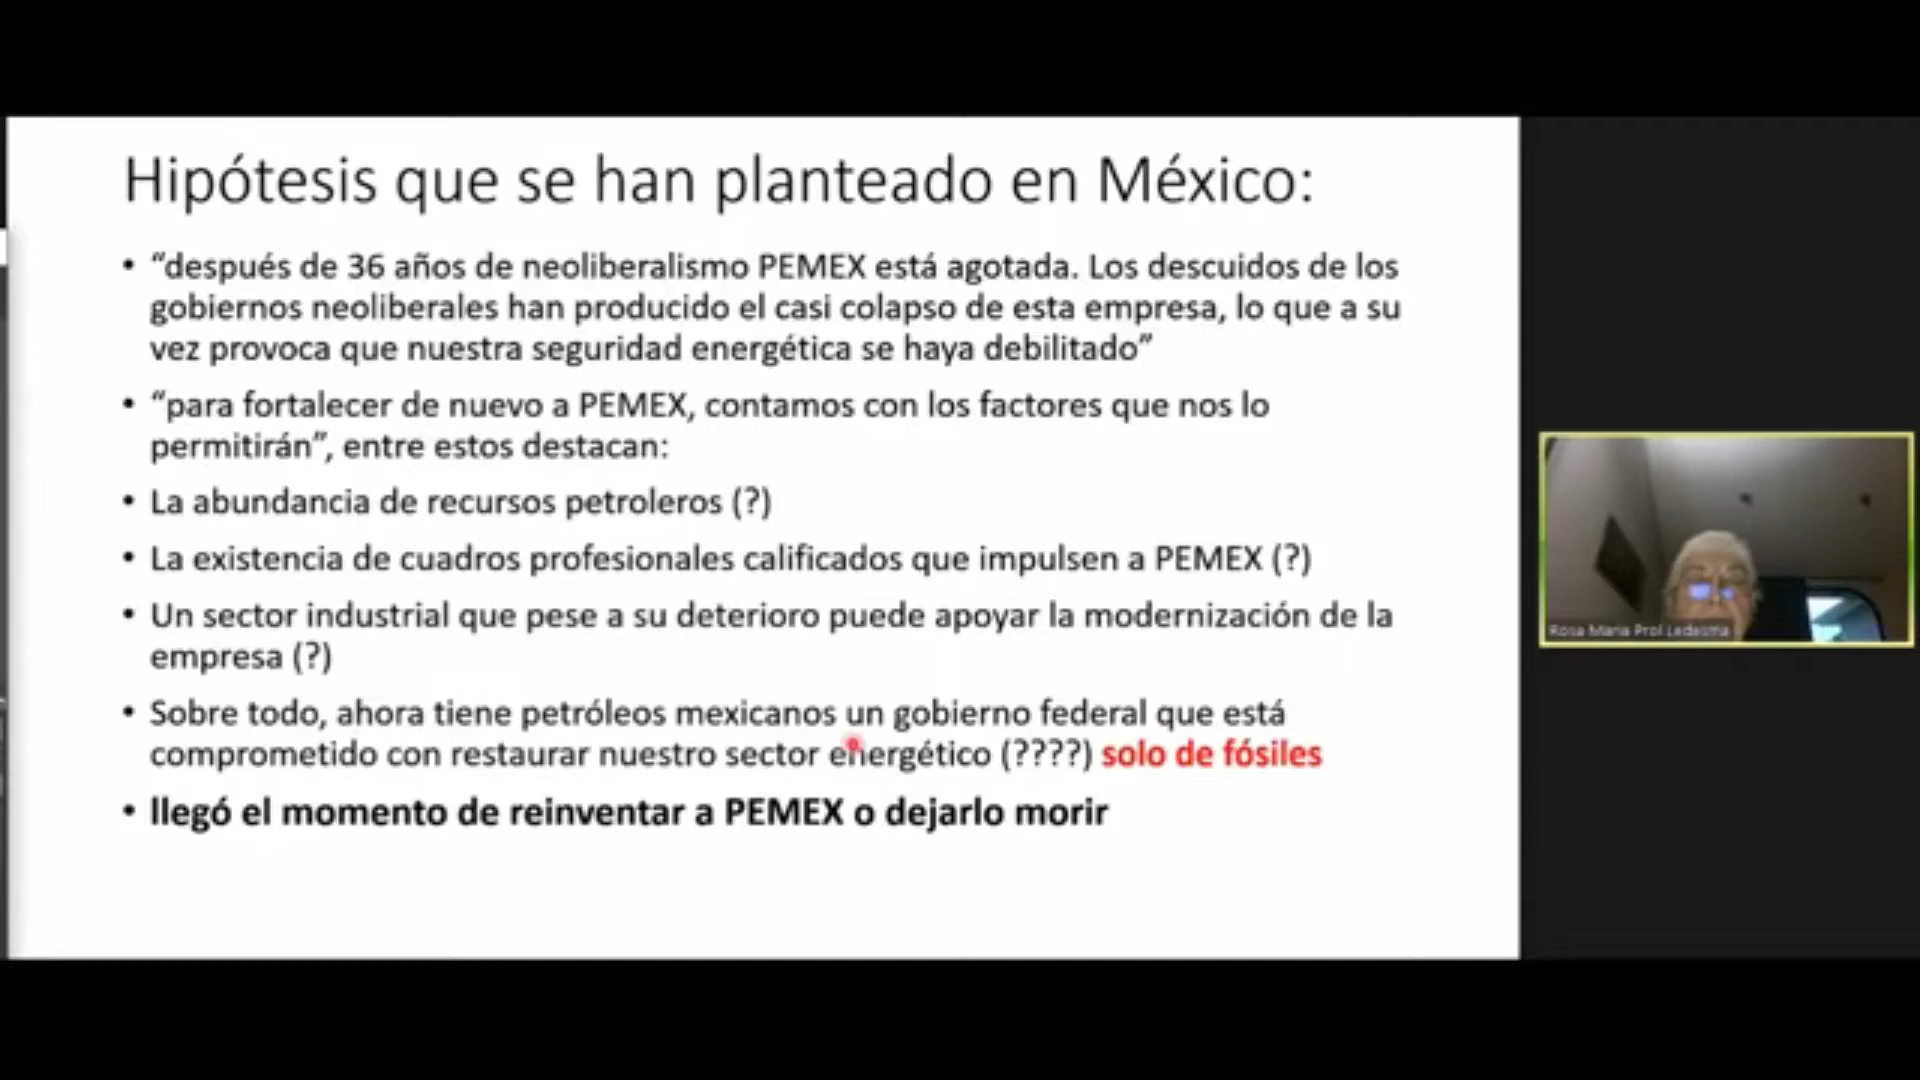 Hipótesis que se han planteado en México:
• “después de 36 años de neoliberalismo PEMEX está agotada. Los descuidos de los
gobiernos neoliberales han producido el casi colapso de esta empresa, lo que a su
vez provoca que nuestra seguridad energética se haya debilitado”
• “para fortalecer de nuevo a PEMEX, contamos con los factores que nos lo
permitirán”, entre estos destacan:
• La abundancia de recursos petroleros (?)
• La existencia de cuadros profesionales calificados que impulsen a PEMEX (?)
• Un sector industrial que pese a su deterioro puede apoyar la modernización de la
empresa (?)
• Sobre todo, ahora tiene petróleos mexicanos un gobierno federal que está
comprometido con restaurar nuestro sector energético (????) solo de fósiles
• llegó el momento de reinventar a PEMEX o dejarlo morir
Rosa Maria Prol Ledesma